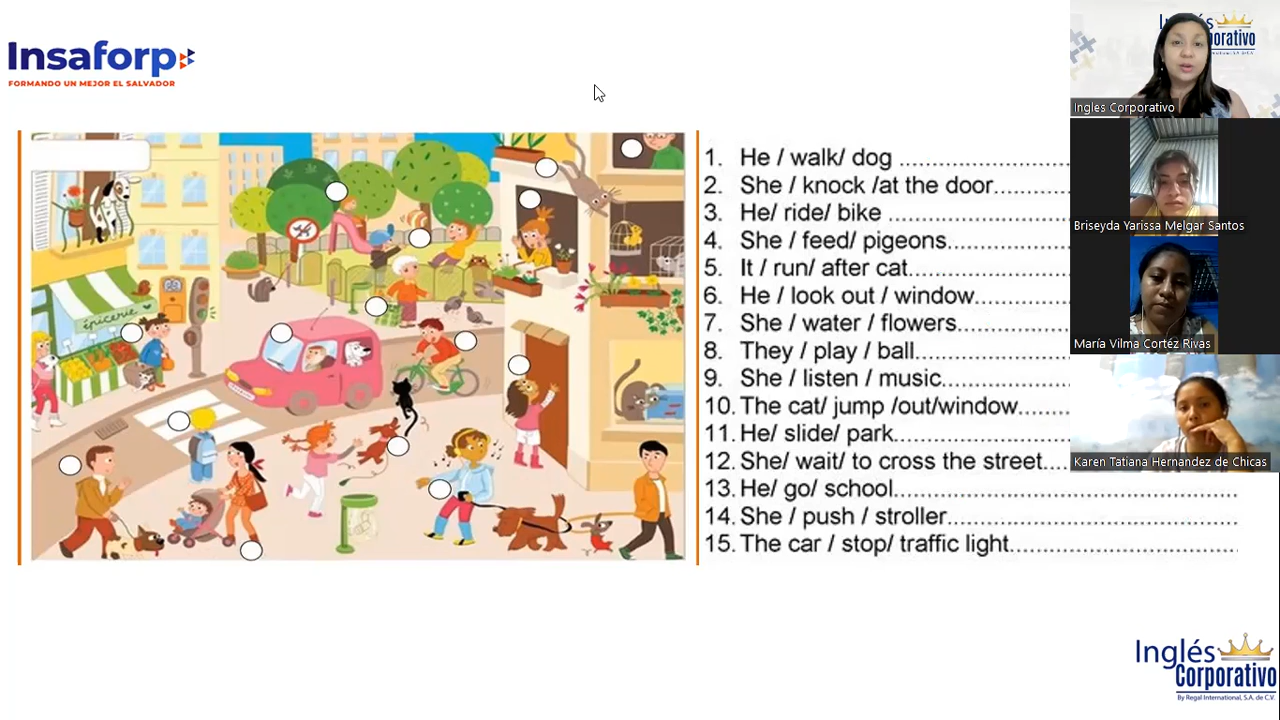 Insaforp
FORMANDO UN MEJOR EL SALVADOR
épicerie
1. He / walk/ dog ........................
2. She / knock /at the door..............
3. He/ ride/ bike ........................
4. She / feed/ pigeons...................
5. It / run/ after cat........................
6. He / look out / window................
7. She / water / flowers..................
8. They / play / ball........................
9. She / listen / music.....................
10. The cat/ jump /out/window........
11. He/ slide/ park..........................
12. She/ wait/ to cross the street....
13. He/ go/ school..........................................................
14. She / push / stroller................................................
15. The car / stop/ traffic light......................................
Inglés
Corporativo
By Regal International, S.A. de C.V.
Ingles Corporativo
Briseyda Yarissa Melgar Santos
María Vilma Cortéz Rivas
Karen Tatiana Hernandez de Chicas